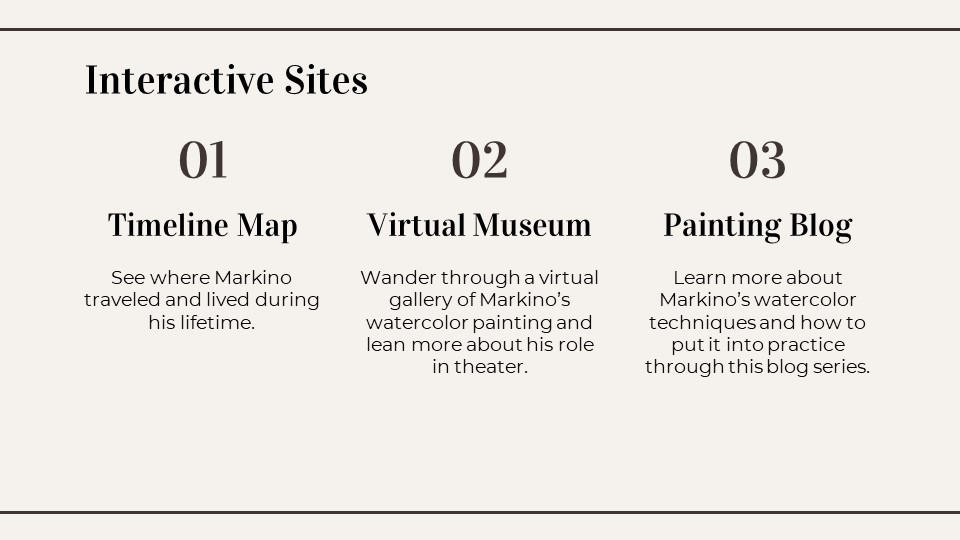 Interactive Sites
01
Timeline Map
See where Markino
traveled and lived during
his lifetime.
02
Virtual Museum
Wander through a virtual
gallery of Markino’s
watercolor painting and
lean more about his role
in theater.
03
Painting Blog
Learn more about
Markino’s watercolor
techniques and how to
put it into practice
through this blog series.